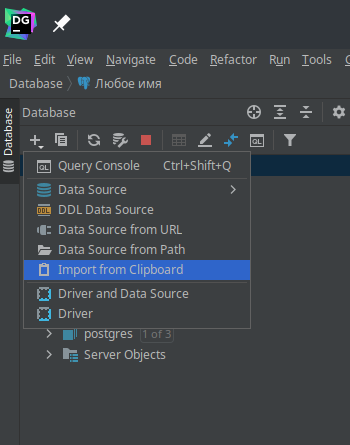 DG
File Edit View Navigate Code Refactor Run Tools
Database Любое имя
Database
Database
Query Console Ctrl+Shift+Q
Data Source
DDL Data Source
Data Source from URL
Data Source from Path
Import from Clipboard
Driver and Data Source
Driver
postgres 1 of 3
Server Objects